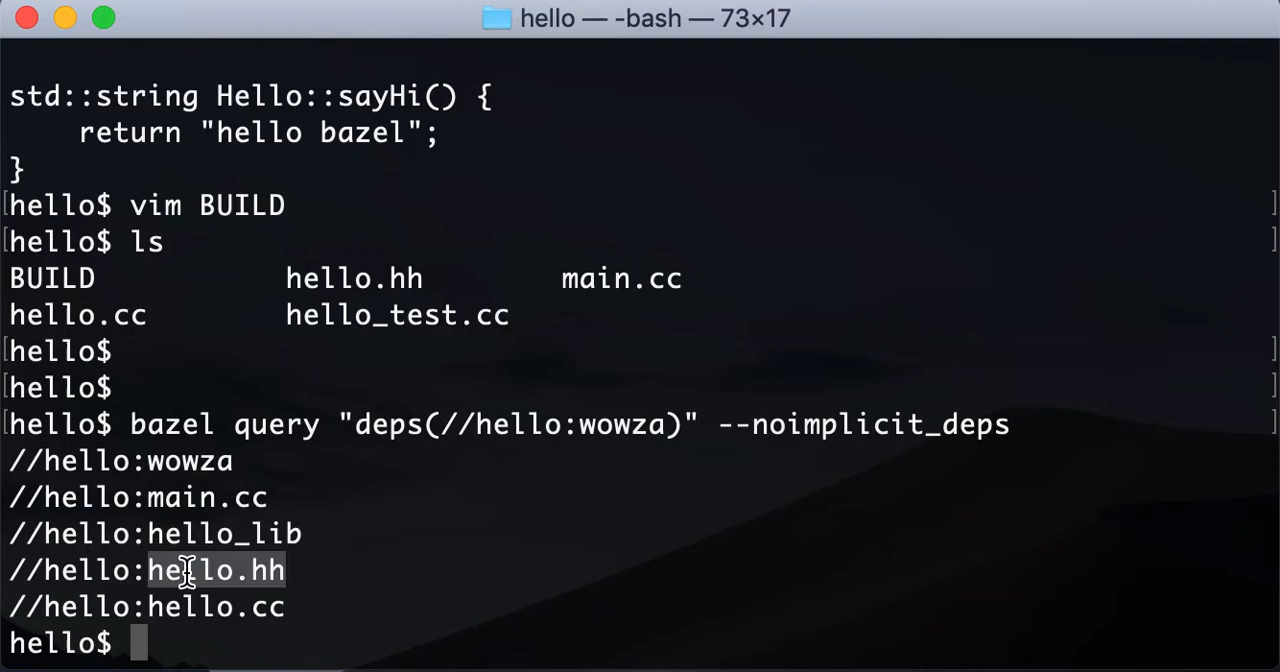 hello — -bash — 73×17
std::string Hello::sayHi() {
    return "hello bazel";
}
[hello$ vim BUILD ]
[hello$ ls ]
BUILD           hello.hh        main.cc
hello.cc        hello_test.cc
[hello$ ]
[hello$ ]
[hello$ bazel query "deps(//hello:wowza)" --noimplicit_deps ]
//hello:wowza
//hello:main.cc
//hello:hello_lib
//hello:hello.hh
//hello:hello.cc
hello$